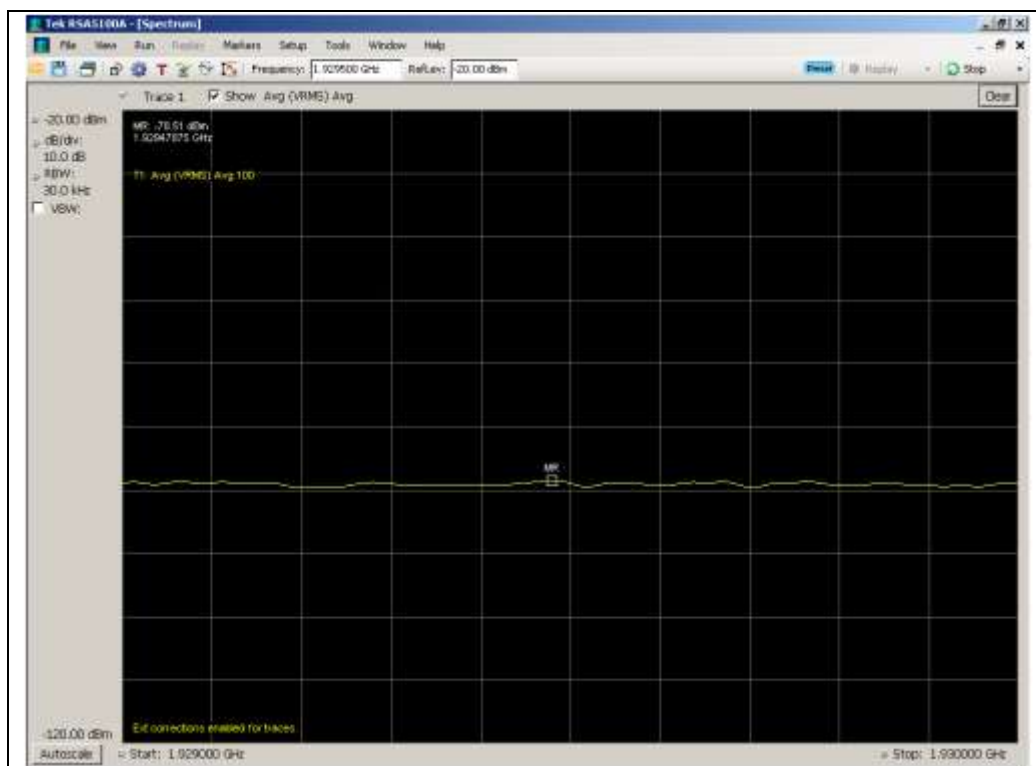 Tek RSA5100A - [Spectrum]
File View Run Replay Markers Setup Tools Window Help
Frequency: 1.929500 GHz RefLev: -20.00 dBm Preset Replay Stop
Trace 1 Show Avg (VRMS) Avg Clear
-20.00 dBm
dB/div:
10.0 dB
RBW:
30.0 kHz
VBW:
MR: -78.51 dBm
1.92947875 GHz
T1: Avg (VRMS) Avg:100
MR
Ext corrections enabled for traces
-120.00 dBm
Autoscale Start: 1.929000 GHz Stop: 1.930000 GHz